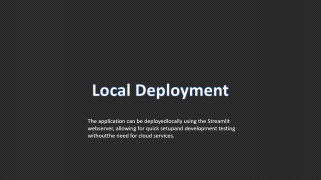 Local Deployment
The application can be deployedlocally using the Streamlit
webserver, allowing for quick setupand development testing
withoutthe need for cloud services.